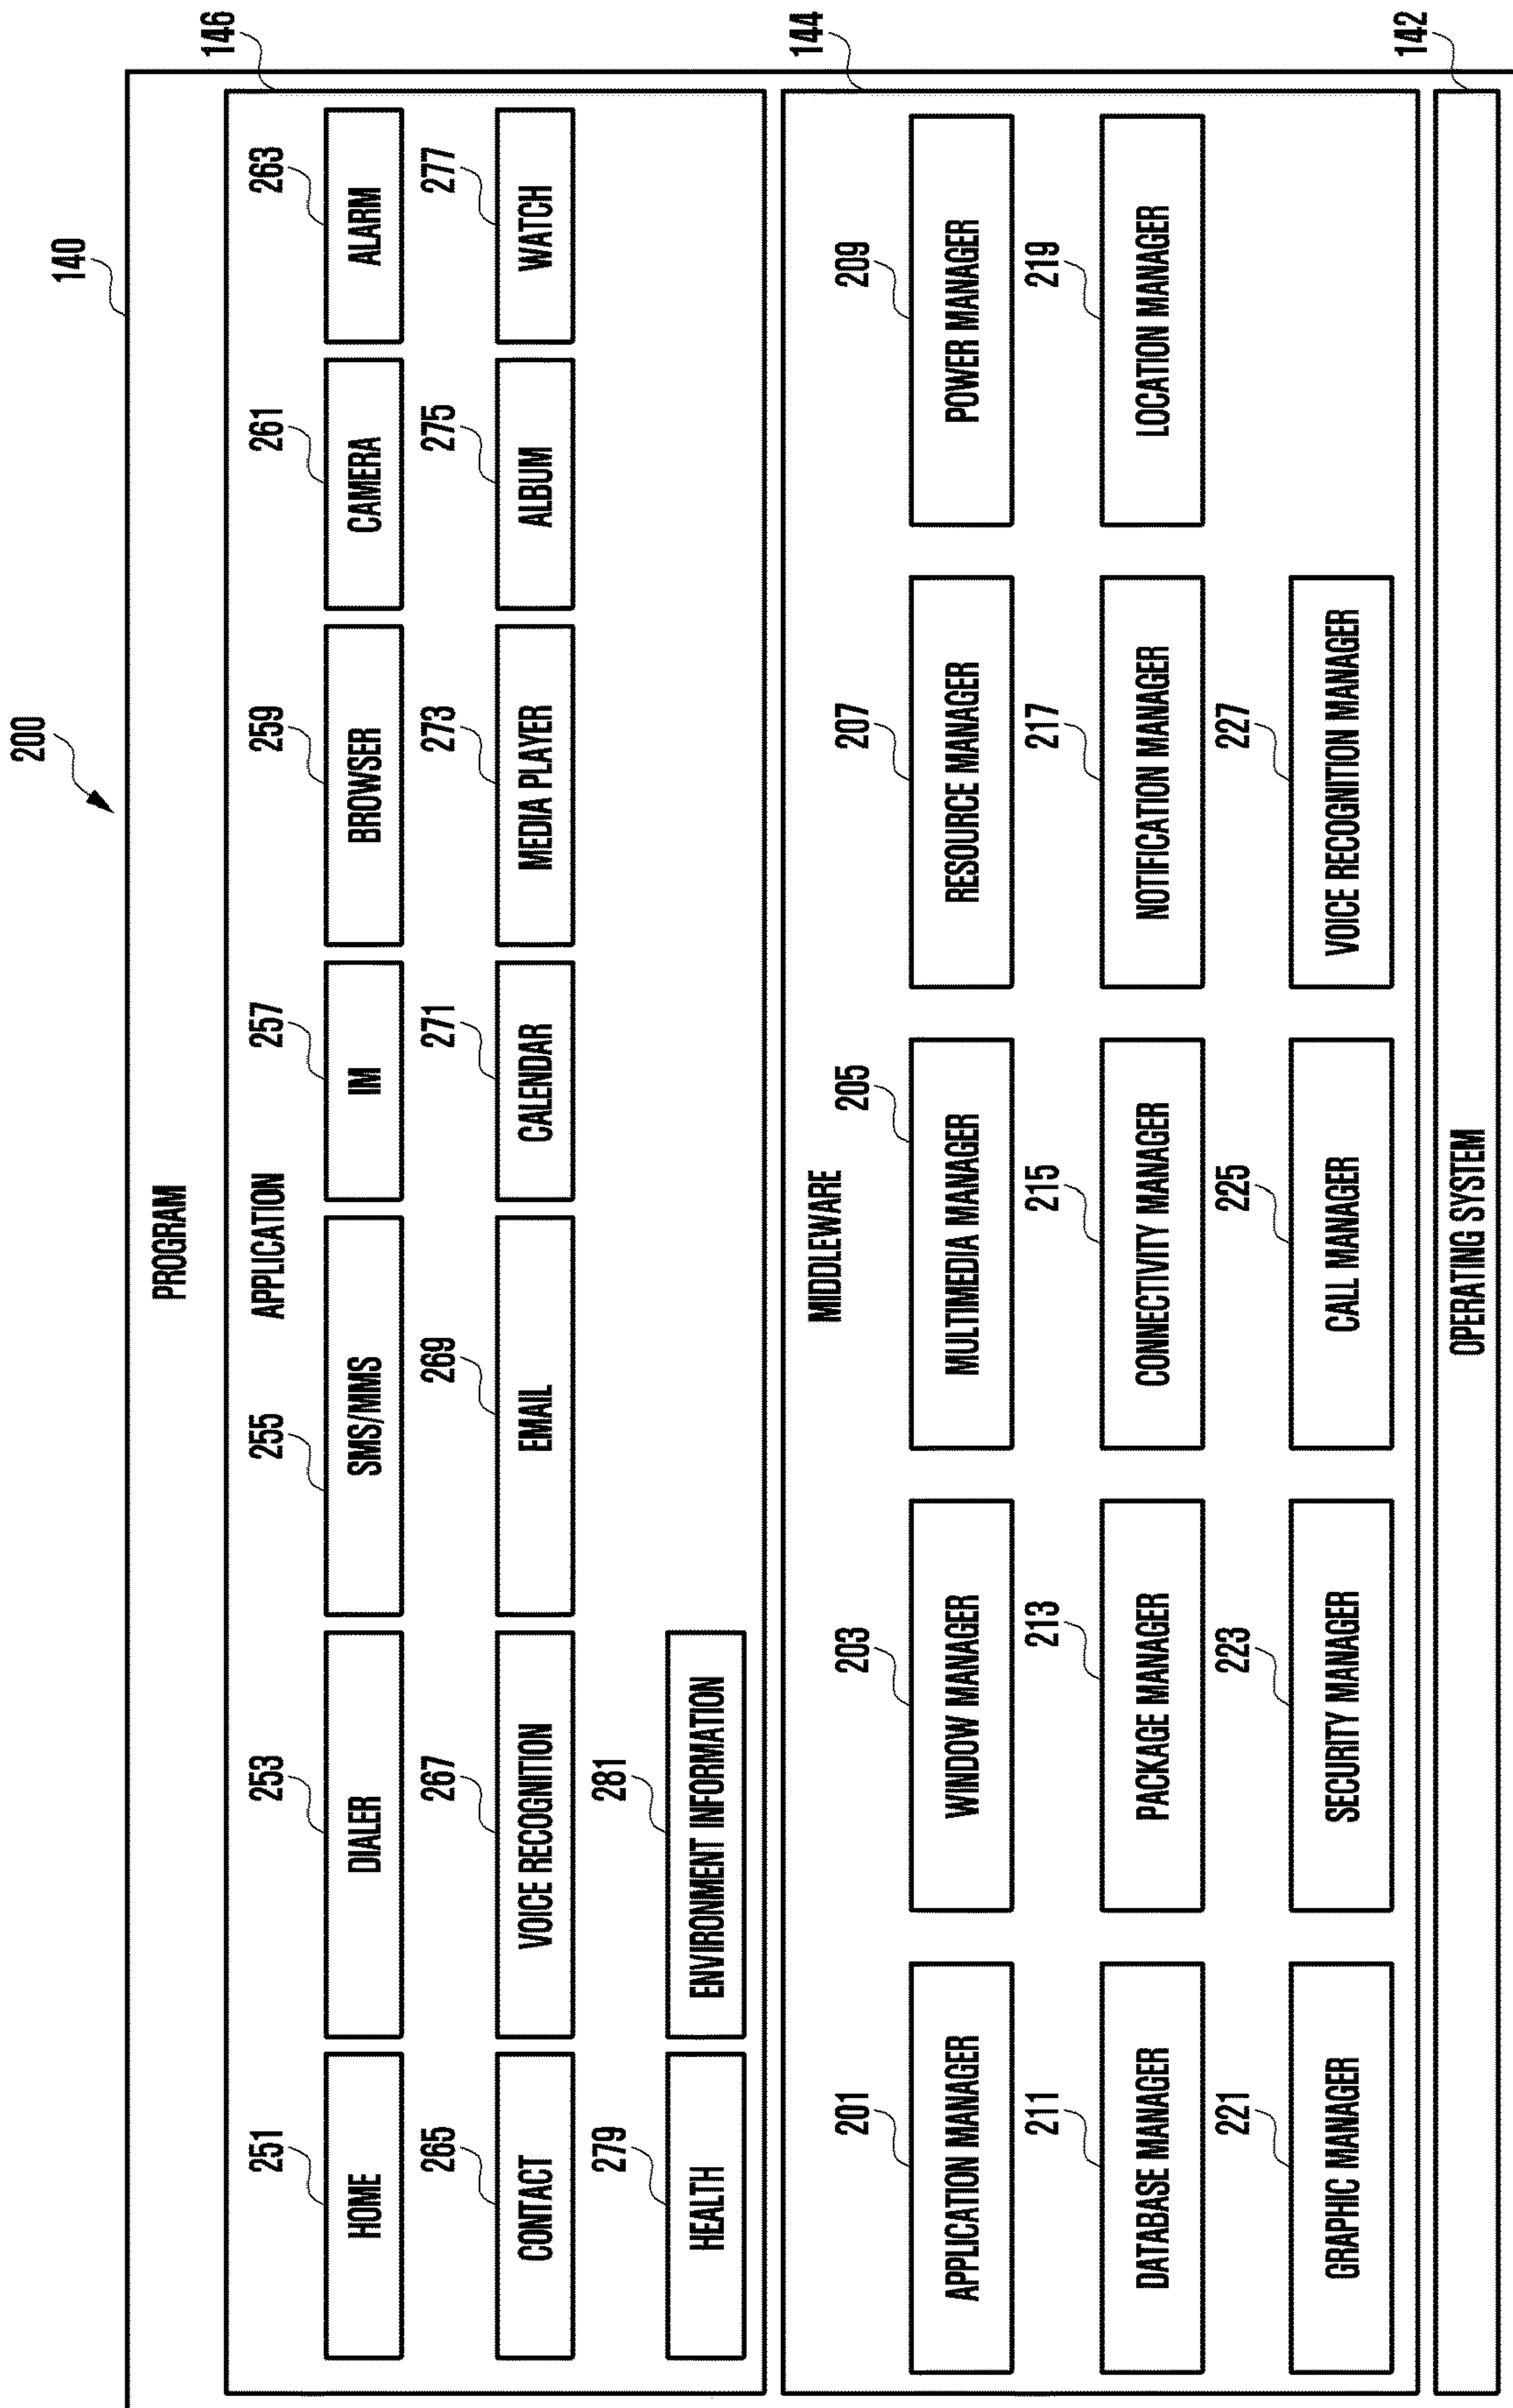 200
140
PROGRAM
146
APPLICATION
251 253 255 257 259 261 263
HOME DIALER SMS/MMS IM BROWSER CAMERA ALARM
265 267 269 271 273 275 277
CONTACT VOICE RECOGNITION EMAIL CALENDAR MEDIA PLAYER ALBUM WATCH
279 281
HEALTH ENVIRONMENT INFORMATION
144
MIDDLEWARE
201 203 205 207 209
APPLICATION MANAGER WINDOW MANAGER MULTIMEDIA MANAGER RESOURCE MANAGER POWER MANAGER
211 213 215 217 219
DATABASE MANAGER PACKAGE MANAGER CONNECTIVITY MANAGER NOTIFICATION MANAGER LOCATION MANAGER
221 223 225 227
GRAPHIC MANAGER SECURITY MANAGER CALL MANAGER VOICE RECOGNITION MANAGER
142
OPERATING SYSTEM